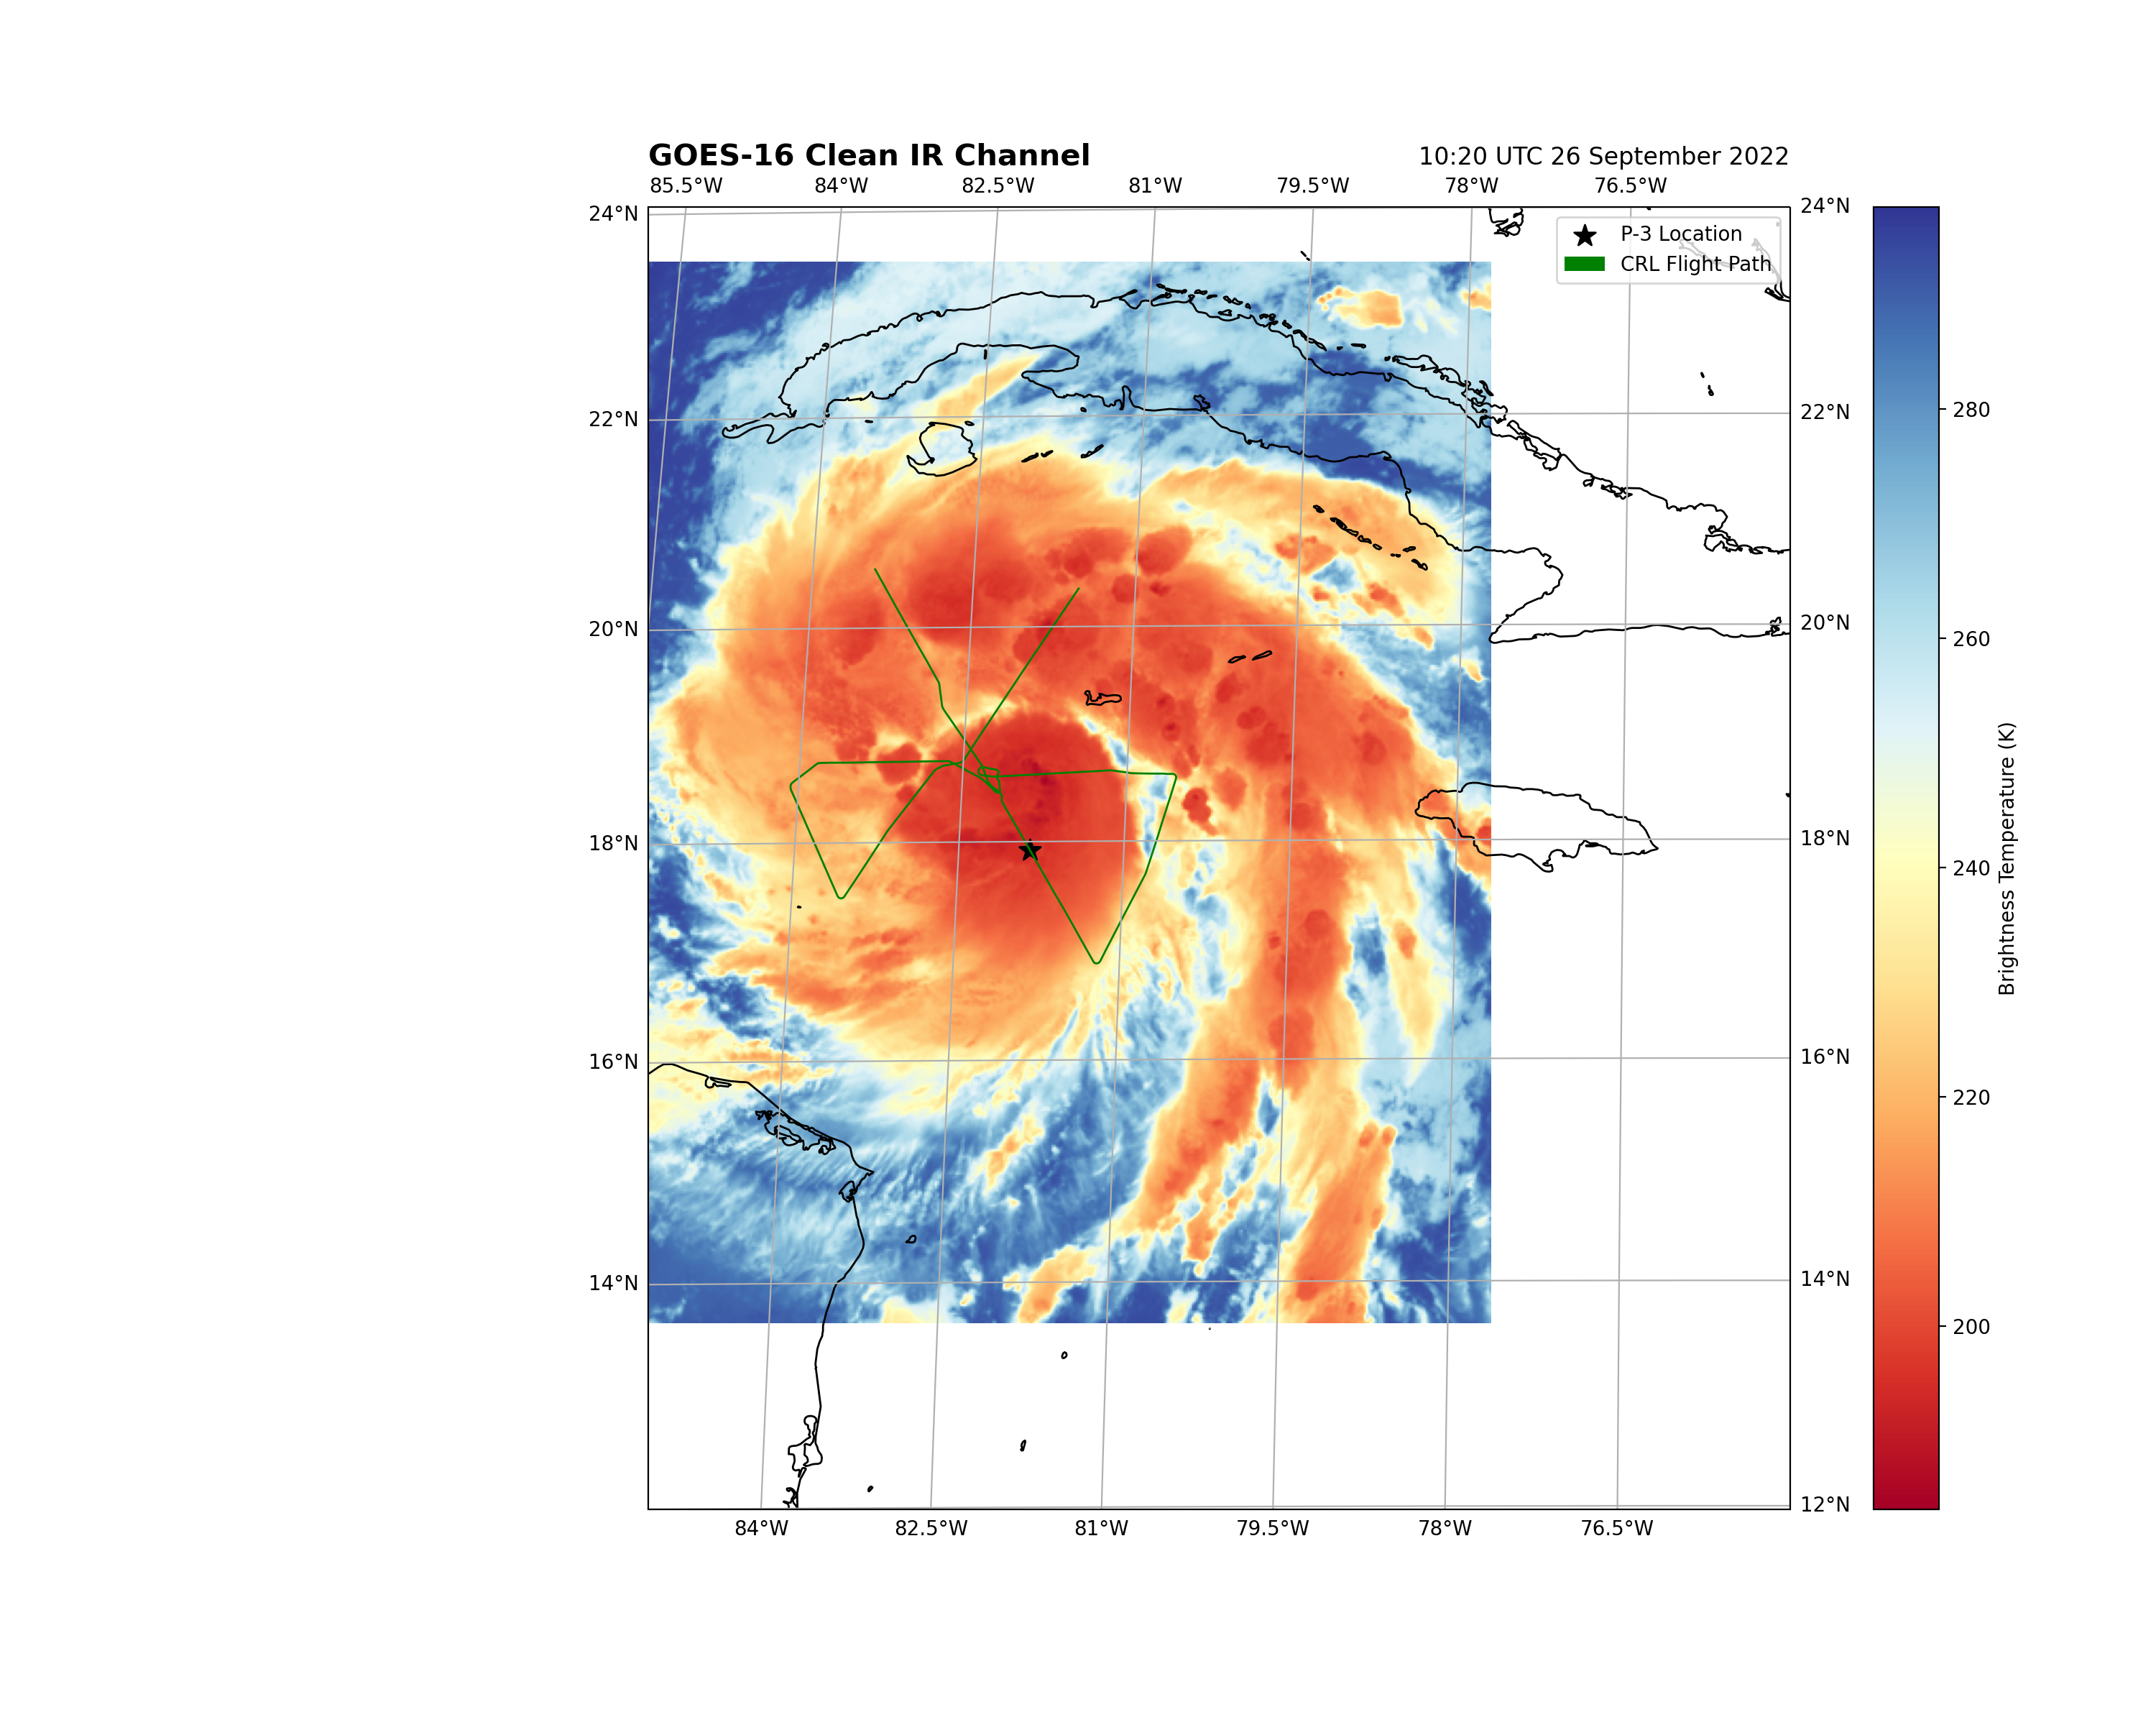 GOES-16 Clean IR Channel 10:20 UTC 26 September 2022
85.5°W 84°W 82.5°W 81°W 79.5°W 78°W 76.5°W
24°N 24°N
P-3 Location
CRL Flight Path
280
22°N 22°N
260
20°N 20°N
Brightness Temperature (K)
240
18°N 18°N
220
16°N 16°N
200
14°N 14°N
12°N
84°W 82.5°W 81°W 79.5°W 78°W 76.5°W